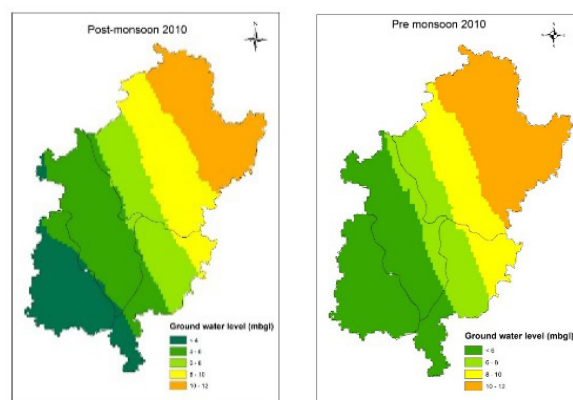 Post-monsoon 2010
N
Ground water level (mbgl)
< 4
4 - 6
6 - 8
8 - 10
10 - 12
Pre monsoon 2010
N
Ground water level (mbgl)
< 6
6 - 8
8 - 10
10 - 12